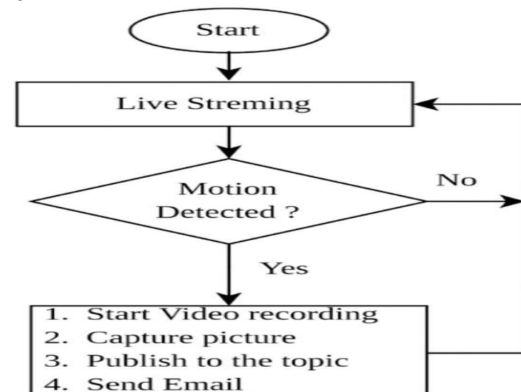 Start
Live Streming
Motion
Detected ?
No
Yes
1. Start Video recording
2. Capture picture
3. Publish to the topic
4. Send Email